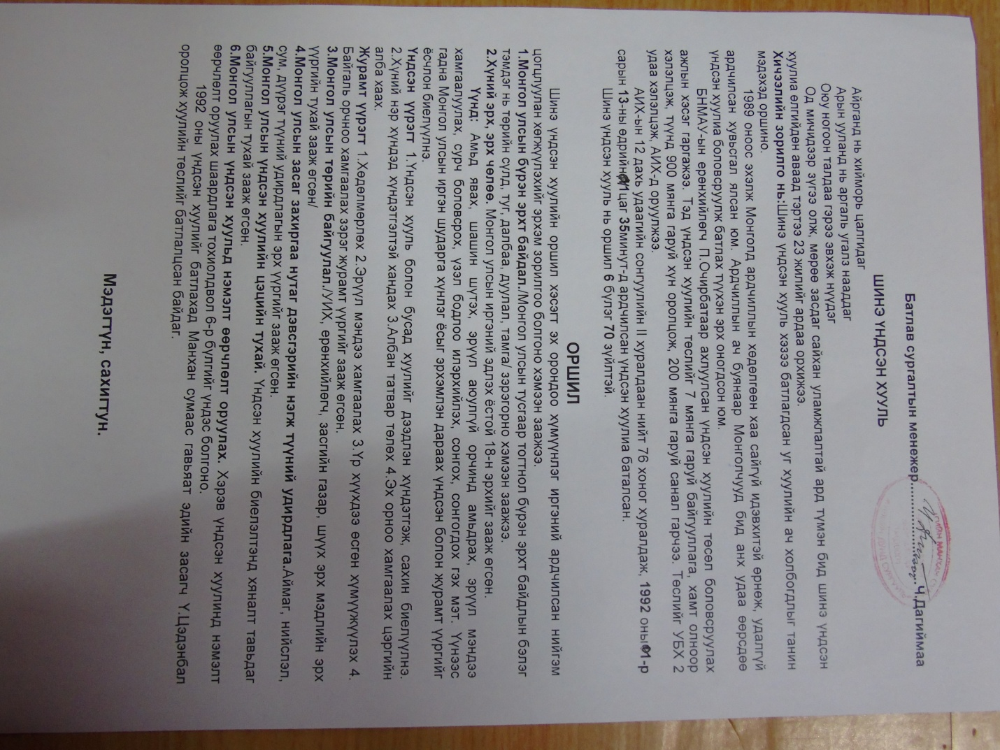 Батлав сургалтын менежер...................Ч.Дагиймаа
ШИНЭ ҮНДСЭН ХУУЛЬ
Айрганд нь хийморь цалгидаг
Арын ууланд нь аргаль угалз нааддаг
Оюу ногоон талдаа гэрээ эвхэж нүүдэг
Од мичидээр зүгээ олж, мөрөө засдаг сайхан уламжлалтай ард түмэн бид шинэ үндсэн
хуулиа өлгийдөн аваад тэртээ 23 жилийг ардаа орхижээ.
Хичээлийн зорилго нь:Шинэ үндсэн хууль хэзээ батлагдсан уг хуулийн ач холбогдлыг танин
мэдэхэд оршино.
1989 оноос эхэлж Монголд ардчиллын хөдөлгөөн хаа сайгүй идэвхитэй өрнөж, удалгүй
ардчилсан хувьсгал ялсан юм. Ардчиллын ач буянаар Монголчууд бид анх удаа өөрсдөө
үндсэн хуулиа боловсруулж батлах түүхэн эрх оногдсон юм.
БНМАУ-ын ерөнхийлөгч П.Очирбатаар ахлуулсан үндсэн хуулийн төсөл боловсруулах
ажлын хэсэг гаргажээ. Тэд үндсэн хуулийн төслийг 7 мянга гаруй байгууллага, хамт олноор
хэлэлцэж, түүнд 900 мянга гаруй хүн оролцож, 200 мянга гаруй санал гарчээ. Төслийг УБХ 2
удаа хэлэлцэж, АИХ-д оруулжээ.
АИХ-ын 12 дахь удаагийн сонгуулийн II хуралдаан нийт 76 хоног хуралдаж, 1992 оны 01-р
сарын 13-ны өдрийн 11цаг 35минут-д ардчилсан үндсэн хуулиа баталсан.
Шинэ үндсэн хууль нь оршил 6 бүлэг 70 зүйлтэй.
ОРШИЛ
Шинэ үндсэн хуулийн оршил хэсэгт эх орондоо хүмүүнлэг иргэний ардчилсан нийгэм
цогцлуулан хөгжүүлэхийг эрхэм зорилгоо болгоно хэмээн заажээ.
1.Монгол улсын бүрэн эрхт байдал./Монгол улсын тусгаар тогтнол бүрэн эрхт байдлын бэлэг
тэмдэг нь төрийн сүлд, туг, далбаа, дуулал, тамга/ зэрэгорно хэмээн заажээ.
2.Хүний эрх, эрх чөлөө. Монгол улсын иргэний эдлэх ёстой 18-н эрхийг зааж өгсөн.
Үүнд: Амьд явах, шашин шүтэх, эрүүл аюулгүй орчинд амьдрах, эрүүл мэндээ
хамгаалуулах, сурч боловсрох, үзэл бодлоо илэрхийлэх, сонгох, сонгогдох гэх мэт. Үүнээс
гадна Монгол улсын иргэн шударга хүнлэг ёсыг эрхэмлэн дараах үндсэн болон журамт үүргийг
ёсчлон биелүүлнэ.
Үндсэн үүрэгт 1.Үндсэн хууль болон бусад хуулийг дээдлэн хүндэтгэж, сахин биелүүлнэ.
2.Хүний нэр хүндэд хүндэтгэлтэй хандах 3.Албан татвар төлөх 4.Эх орноо хамгаалах цэргийн
алба хаах.
Журамт үүрэгт 1.Хөдөлмөрлөх 2.Эрүүл мэндээ хамгаалах 3.Үр хүүхдээ өсгөн хүмүүжүүлэх 4.
Байгаль орчноо хамгаалах зэрэг журамт үүргийг зааж өгсөн.
3.Монгол улсын төрийн байгуулал./УИХ, ерөнхийлөгч, засгийн газар, шүүх эрх мэдлийн эрх
үүргийн тухай зааж өгсөн/
4.Монгол улсын засаг захиргаа нутаг дэвсгэрийн нэгж түүний удирдлага.Аймаг, нийслэл,
сум, дүүрэг түүний удирдлагын эрх үүргийг зааж өгсөн.
5.Монгол улсын үндсэн хуулийн цэцийн тухай. Үндсэн хуулийн биелэлтэнд хяналт тавьдаг
байгууллагын тухай зааж өгсөн.
6.Монгол улсын үндсэн хуульд нэмэлт өөрчлөлт оруулах. Хэрэв үндсэн хуулинд нэмэлт
өөрчлөлт оруулах шаардлага тохиолдвол 6-р бүлгийг үндэс болгоно.
1992 оны үндсэн хуулийг батлахад Манхан сумаас гавьяат эдийн засагч Ү.Цэдэнбал
оролцож хуулийн төслийг батлалцсан байдаг.
Мэдэгтүн, сахигтун.